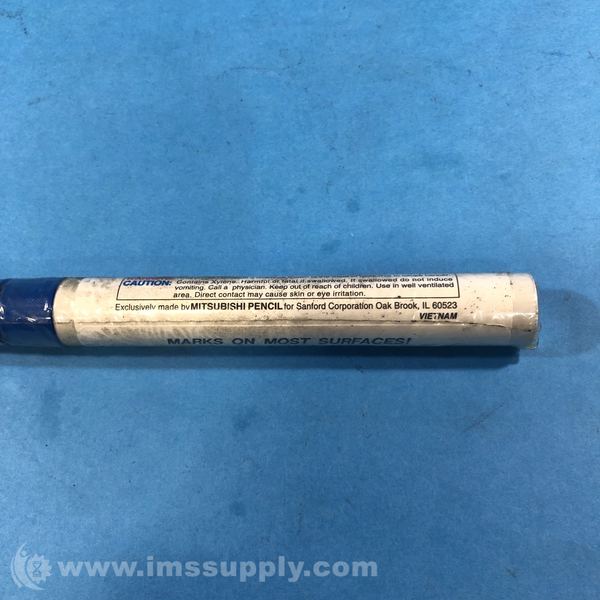 CAUTION: Contains Xylene. Harmful or fatal if swallowed. If swallowed do not induce
vomiting. Call a physician. Keep out of reach of children. Use in well ventilated
area. Direct contact may cause skin or eye irritation.
Exclusively made by MITSUBISHI PENCIL for Sanford Corporation Oak Brook, IL 60523
VIETNAM
MARKS ON MOST SURFACES!
www.imssupply.com